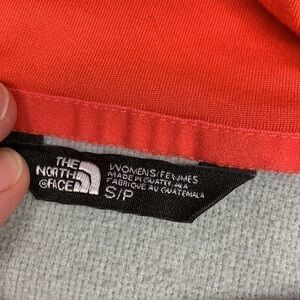 THE
NORTH
FACE
WOMENS/FEMMES
MADE IN GUATEMALA
FABRIQUE AU GUATEMALA
S/P